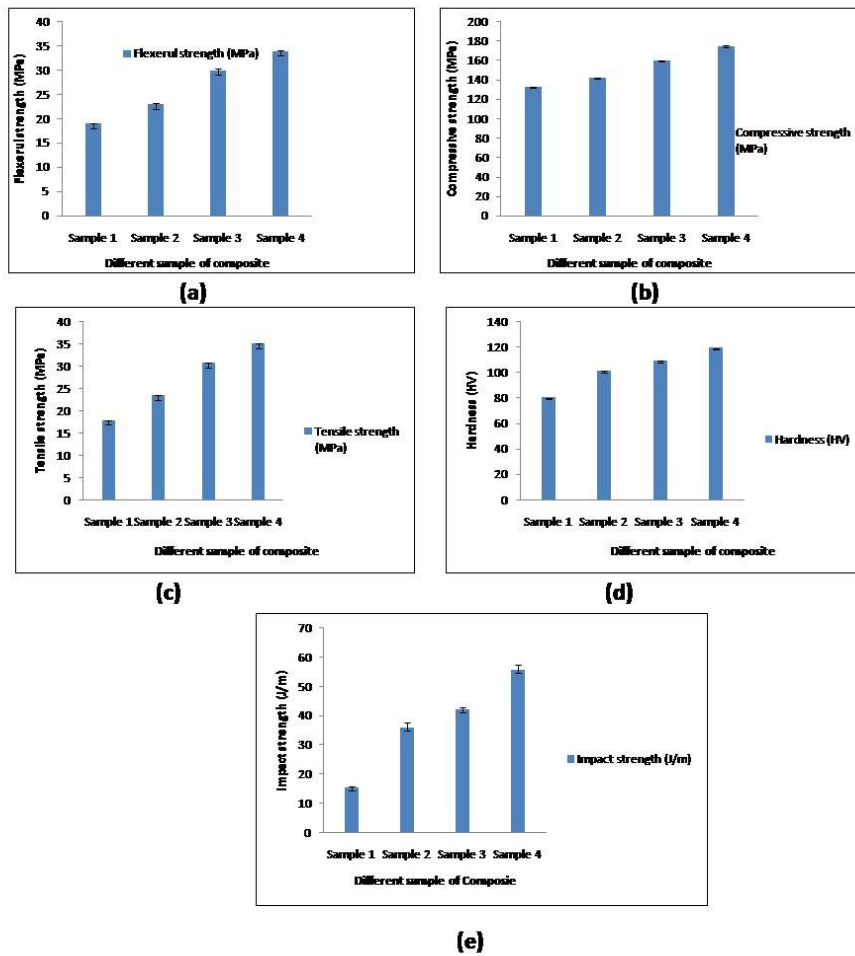 40
35
30
25
20
15
10
5
0
Flexerul strength (MPa)
Flexerul strength (MPa)
Sample 1 Sample 2 Sample 3 Sample 4
Different sample of composite
(a)
200
180
160
140
120
100
80
60
40
20
0
Compressive strength (MPa)
Compressive strength
(MPa)
Sample 1 Sample 2 Sample 3 Sample 4
Different sample of composite
(b)
40
35
30
25
20
15
10
5
0
Tensile strength (MPa)
Tensile strength
(MPa)
Sample 1 Sample 2 Sample 3 Sample 4
Different sample of composite
(c)
140
120
100
80
60
40
20
0
Hardness (HV)
Hardness (HV)
Sample 1 Sample 2 Sample 3 Sample 4
Different sample of composite
(d)
70
60
50
40
30
20
10
0
Impact strength (J/m)
Impact strength (J/m)
Sample 1 Sample 2 Sample 3 Sample 4
Different sample of Composie
(e)